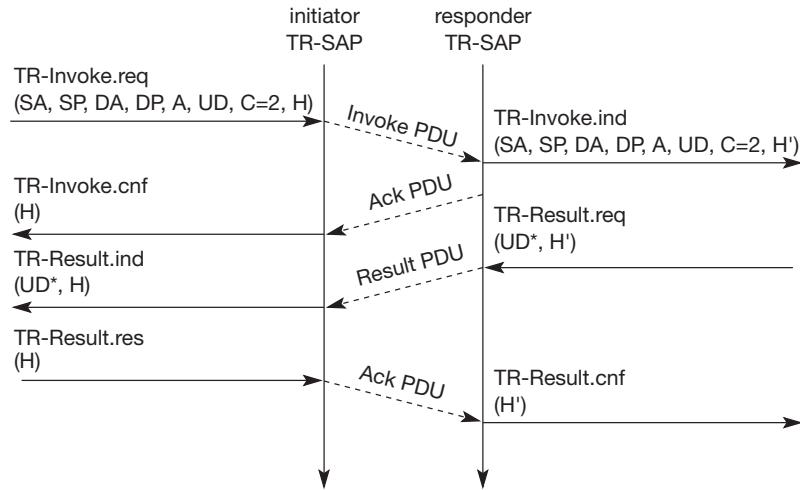 initiator
TR-SAP
responder
TR-SAP
TR-Invoke.req
(SA, SP, DA, DP, A, UD, C=2, H)
Invoke PDU
TR-Invoke.ind
(SA, SP, DA, DP, A, UD, C=2, H')
TR-Invoke.cnf
(H)
Ack PDU
TR-Result.req
(UD*, H')
TR-Result.ind
(UD*, H)
Result PDU
TR-Result.res
(H)
Ack PDU
TR-Result.cnf
(H')